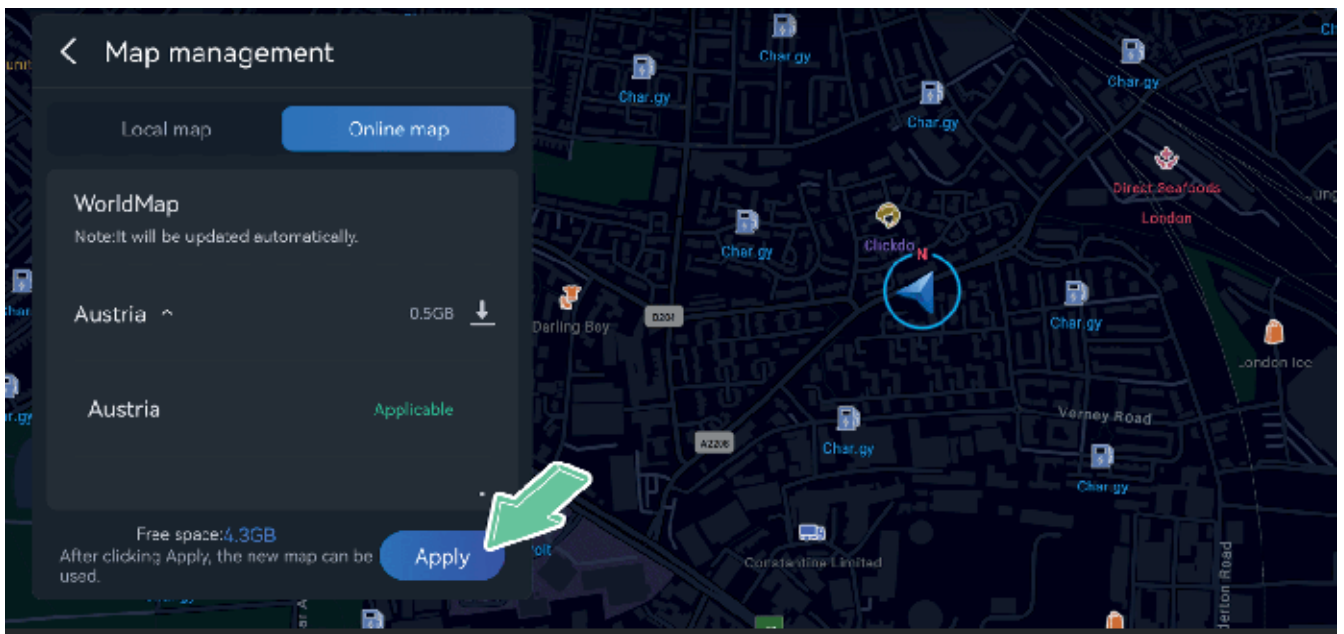 Map management
Local map
Online map
WorldMap
Note:It will be updated automatically.
Austria
0.5GB
Austria
Applicable
Free space:4.3GB
After clicking Apply, the new map can be
used.
Apply
Char.gy
Char.gy
Char.gy
Char.gy
Direct Seafoods
London
Char.gy
Clickdo
N
Char.gy
Darling Boy
London Ice
Verney Road
A2206
Char.gy
Char.gy
Constantine Limited